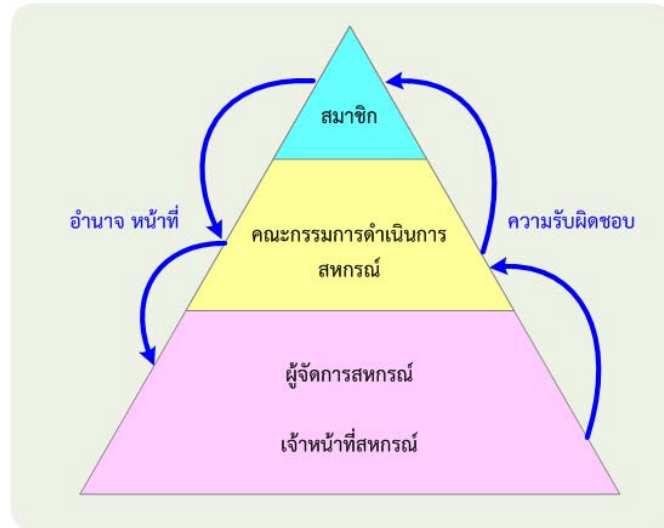 สมาชิก
อำนาจ หน้าที่
ความรับผิดชอบ
คณะกรรมการดำเนินการ
สหกรณ์
ผู้จัดการสหกรณ์
เจ้าหน้าที่สหกรณ์